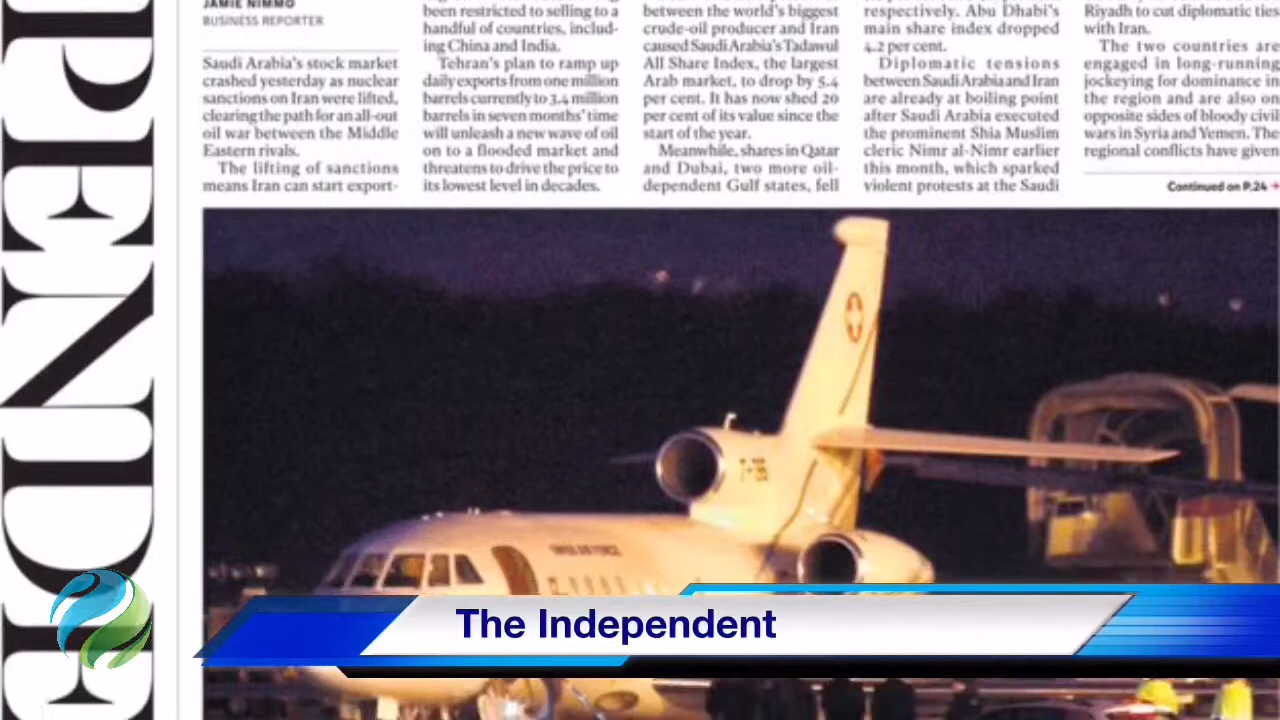 PENDE
JAMIE NIMMO
BUSINESS REPORTER
Saudi Arabia's stock market
crashed yesterday as nuclear
sanctions on Iran were lifted,
clearing the path for an all-out
oil war between the Middle
Eastern rivals.
The lifting of sanctions
means Iran can start export-
been restricted to selling to a
handful of countries, includ-
ing China and India.
Tehran's plan to ramp up
daily exports from one million
barrels currently to 3.4 million
barrels in seven months' time
will unleash a new wave of oil
on to a flooded market and
threatens to drive the price to
its lowest level in decades.
between the world's biggest
crude-oil producer and Iran
caused Saudi Arabia's Tadawul
All Share Index, the largest
Arab market, to drop by 5.4
per cent. It has now shed 20
per cent of its value since the
start of the year.
Meanwhile, shares in Qatar
and Dubai, two more oil-
dependent Gulf states, fell
respectively. Abu Dhabi's
main share index dropped
4.2 per cent.
Diplomatic tensions
between Saudi Arabia and Iran
are already at boiling point
after Saudi Arabia executed
the prominent Shia Muslim
cleric Nimr al-Nimr earlier
this month, which sparked
violent protests at the Saudi
Riyadh to cut diplomatic ties
with Iran.
The two countries are
engaged in long-running
jockeying for dominance in
the region and are also on
opposite sides of bloody civil
wars in Syria and Yemen. The
regional conflicts have given
Continued on P.24
SWISS AIR FORCE
The Independent